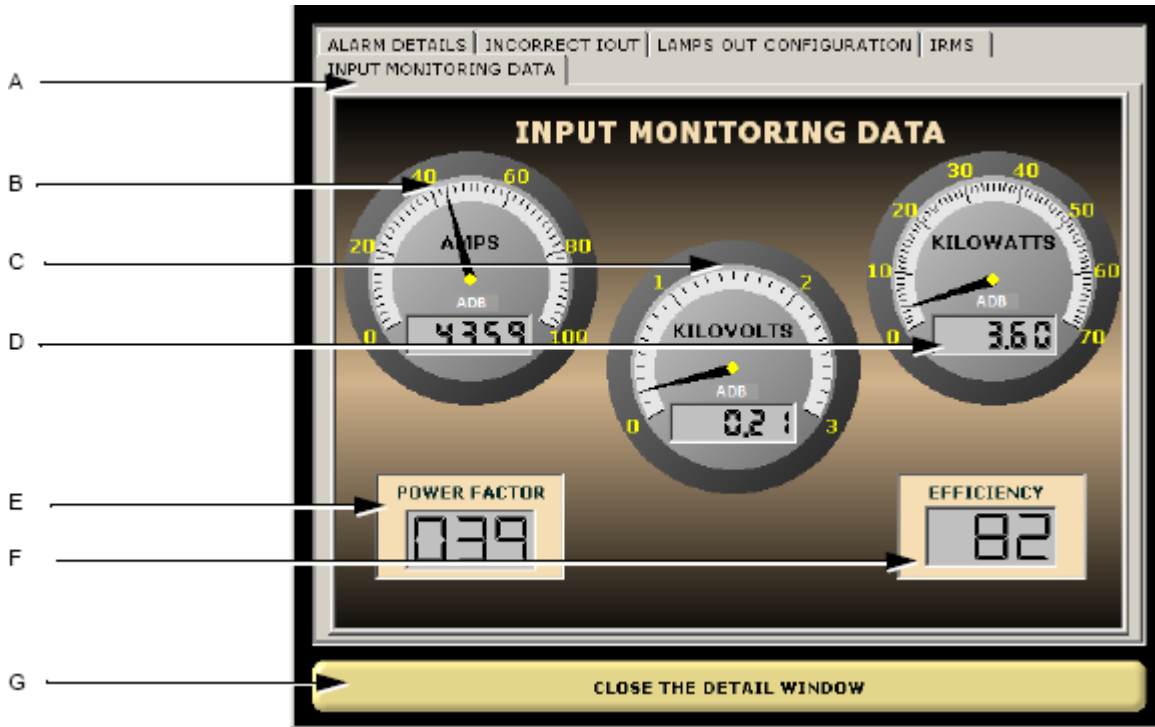 ALARM DETAILS INCORRECT IOUT LAMPS OUT CONFIGURATION IRMS
INPUT MONITORING DATA
A
INPUT MONITORING DATA
B
40 60
20 80
AMPS
ADB
0 100
43.59
30 40
20 50
10 60
KILOWATTS
ADB
0 70
3.60
C
1 2
KILOVOLTS
ADB
0 3
0.21
D
E
POWER FACTOR
039
EFFICIENCY
82
F
G
CLOSE THE DETAIL WINDOW